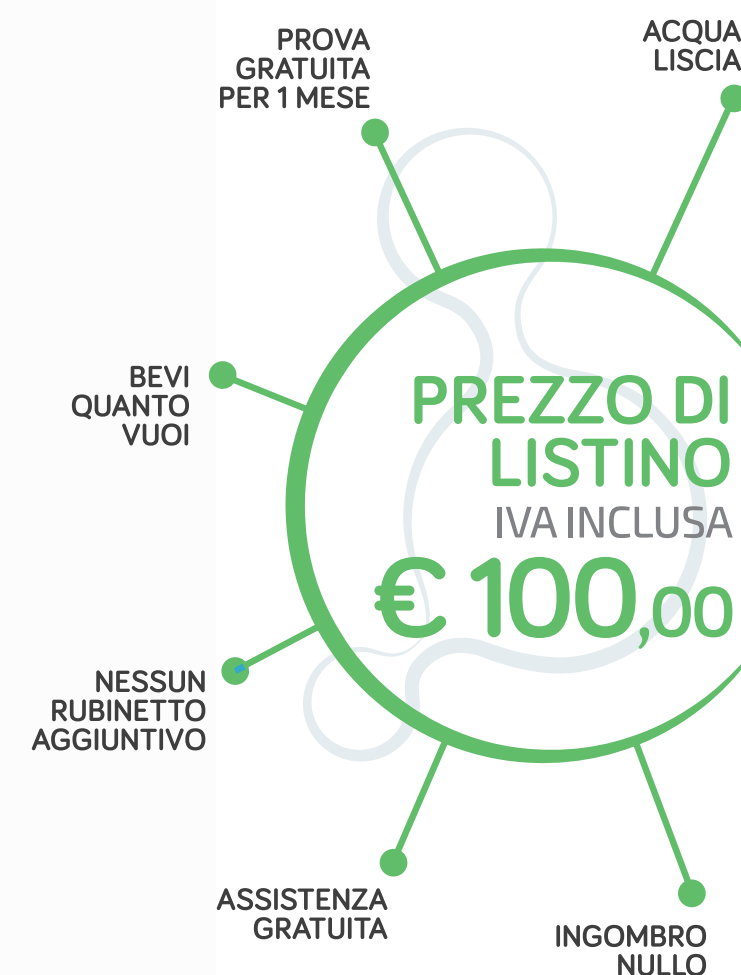 PROVA
GRATUITA
PER 1 MESE
ACQUA
LISCIA
BEVI
QUANTO
VUOI
PREZZO DI
LISTINO
IVA INCLUSA
€ 100,00
NESSUN
RUBINETTO
AGGIUNTIVO
ASSISTENZA
GRATUITA
INGOMBRO
NULLO